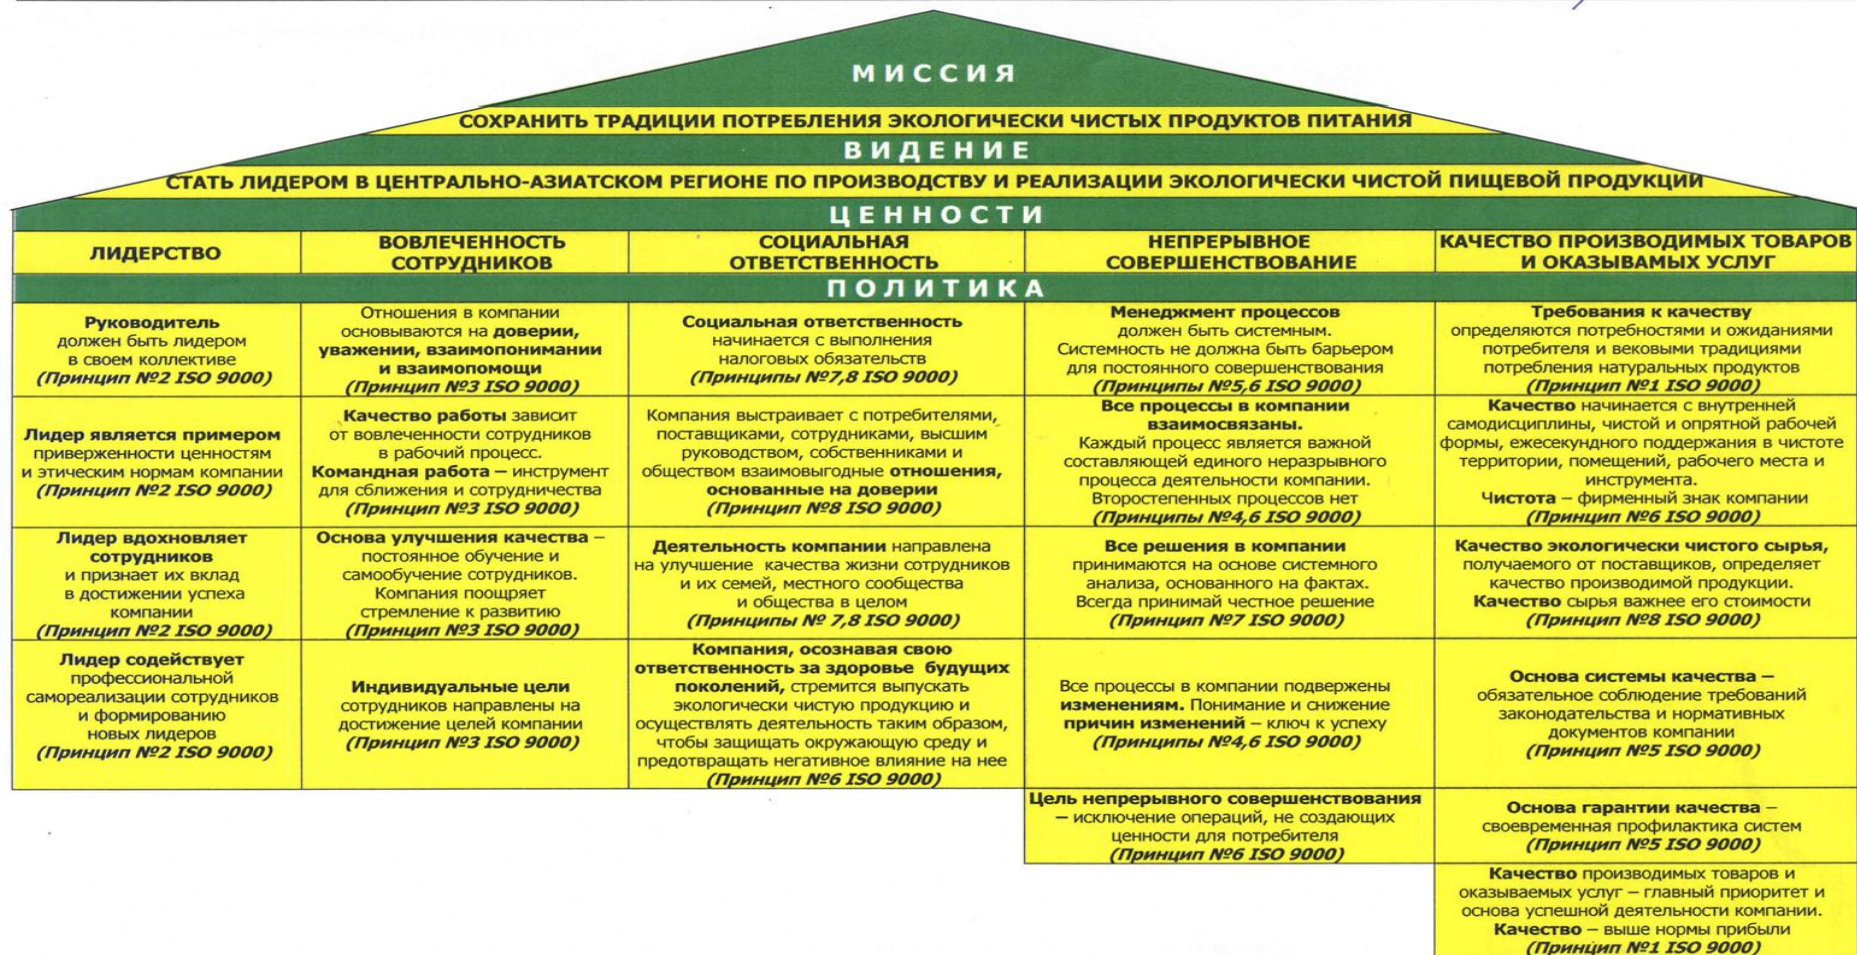 МИССИЯ
СОХРАНИТЬ ТРАДИЦИИ ПОТРЕБЛЕНИЯ ЭКОЛОГИЧЕСКИ ЧИСТЫХ ПРОДУКТОВ ПИТАНИЯ
ВИДЕНИЕ
СТАТЬ ЛИДЕРОМ В ЦЕНТРАЛЬНО-АЗИАТСКОМ РЕГИОНЕ ПО ПРОИЗВОДСТВУ И РЕАЛИЗАЦИИ ЭКОЛОГИЧЕСКИ ЧИСТОЙ ПИЩЕВОЙ ПРОДУКЦИИ
ЦЕННОСТИ
ЛИДЕРСТВО
ВОВЛЕЧЕННОСТЬ
СОТРУДНИКОВ
СОЦИАЛЬНАЯ
ОТВЕТСТВЕННОСТЬ
НЕПРЕРЫВНОЕ
СОВЕРШЕНСТВОВАНИЕ
КАЧЕСТВО ПРОИЗВОДИМЫХ ТОВАРОВ
И ОКАЗЫВАМЫХ УСЛУГ
ПОЛИТИКА
Руководитель
должен быть лидером
в своем коллективе
(Принцип №2 ISO 9000)
Отношения в компании
основываются на доверии,
уважении, взаимопонимании
и взаимопомощи
(Принцип №3 ISO 9000)
Социальная ответственность
начинается с выполнения
налоговых обязательств
(Принципы №7,8 ISO 9000)
Менеджмент процессов
должен быть системным.
Системность не должна быть барьером
для постоянного совершенствования
(Принципы №5,6 ISO 9000)
Требования к качеству
определяются потребностями и ожиданиями
потребителя и вековыми традициями
потребления натуральных продуктов
(Принцип №1 ISO 9000)
Лидер является примером
приверженности ценностям
и этическим нормам компании
(Принцип №2 ISO 9000)
Качество работы зависит
от вовлеченности сотрудников
в рабочий процесс.
Командная работа – инструмент
для сближения и сотрудничества
(Принцип №3 ISO 9000)
Компания выстраивает с потребителями,
поставщиками, сотрудниками, высшим
руководством, собственниками и
обществом взаимовыгодные отношения,
основанные на доверии
(Принцип №8 ISO 9000)
Все процессы в компании
взаимосвязаны.
Каждый процесс является важной
составляющей единого неразрывного
процесса деятельности компании.
Второстепенных процессов нет
(Принципы №4,6 ISO 9000)
Качество начинается с внутренней
самодисциплины, чистой и опрятной рабочей
формы, ежесекундного поддержания в чистоте
территории, помещений, рабочего места и
инструмента.
Чистота – фирменный знак компании
(Принцип №6 ISO 9000)
Лидер вдохновляет
сотрудников
и признает их вклад
в достижении успеха
компании
(Принцип №2 ISO 9000)
Основа улучшения качества –
постоянное обучение и
самообучение сотрудников.
Компания поощряет
стремление к развитию
(Принцип №3 ISO 9000)
Деятельность компании направлена
на улучшение качества жизни сотрудников
и их семей, местного сообщества
и общества в целом
(Принципы № 7,8 ISO 9000)
Все решения в компании
принимаются на основе системного
анализа, основанного на фактах.
Всегда принимай честное решение
(Принцип №7 ISO 9000)
Качество экологически чистого сырья,
получаемого от поставщиков, определяет
качество производимой продукции.
Качество сырья важнее его стоимости
(Принцип №8 ISO 9000)
Лидер содействует
профессиональной
самореализации сотрудников
и формированию
новых лидеров
(Принцип №2 ISO 9000)
Индивидуальные цели
сотрудников направлены на
достижение целей компании
(Принцип №3 ISO 9000)
Компания, осознавая свою
ответственность за здоровье будущих
поколений, стремится выпускать
экологически чистую продукцию и
осуществлять деятельность таким образом,
чтобы защищать окружающую среду и
предотвращать негативное влияние на нее
(Принцип №6 ISO 9000)
Все процессы в компании подвержены
изменениям. Понимание и снижение
причин изменений – ключ к успеху
(Принципы №4,6 ISO 9000)
Основа системы качества –
обязательное соблюдение требований
законодательства и нормативных
документов компании
(Принцип №5 ISO 9000)
Цель непрерывного совершенствования
– исключение операций, не создающих
ценности для потребителя
(Принцип №6 ISO 9000)
Основа гарантии качества –
своевременная профилактика систем
(Принцип №5 ISO 9000)
Качество производимых товаров и
оказываемых услуг – главный приоритет и
основа успешной деятельности компании.
Качество – выше нормы прибыли
(Принцип №1 ISO 9000)